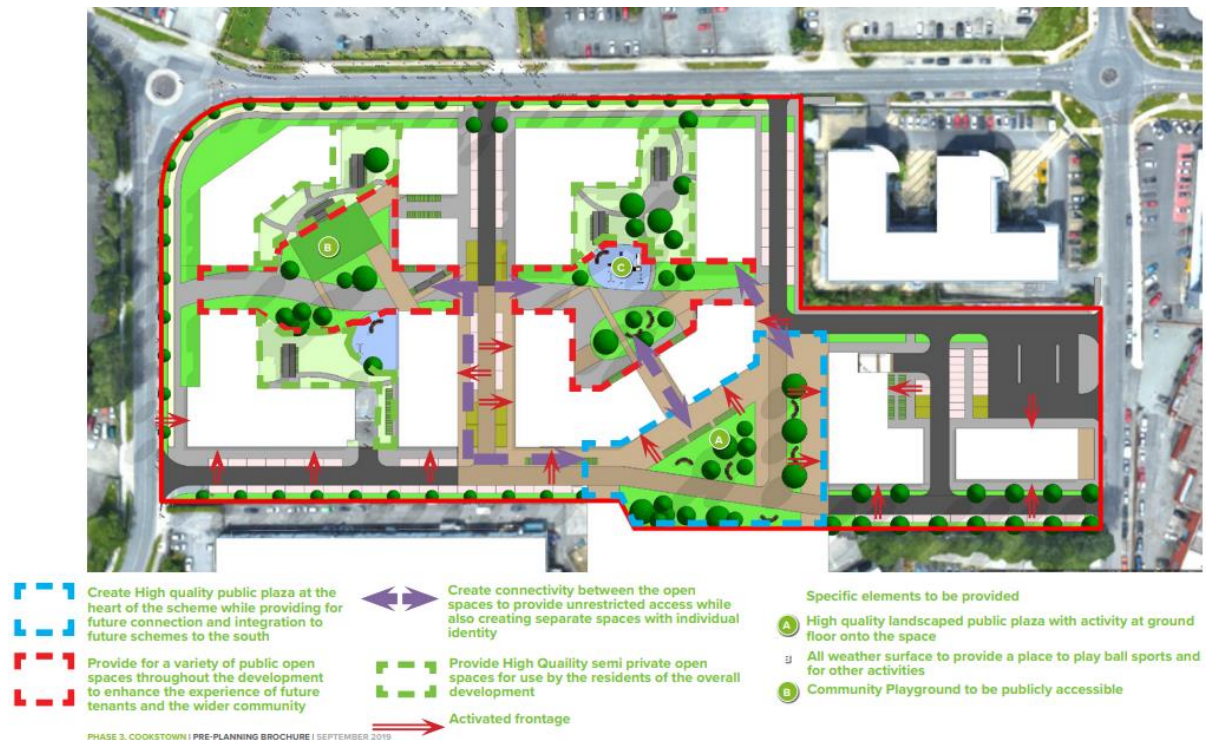 B
C
A
Create High quality public plaza at the
heart of the scheme while providing for
future connection and integration to
future schemes to the south
Provide for a variety of public open
spaces throughout the development
to enhance the experience of future
tenants and the wider community
Create connectivity between the open
spaces to provide unrestricted access while
also creating separate spaces with individual
identity
Provide High Quaility semi private open
spaces for use by the residents of the overall
development
Activated frontage
Specific elements to be provided
A High quality landscaped public plaza with activity at ground
floor onto the space
B All weather surface to provide a place to play ball sports and
for other activities
B Community Playground to be publicly accessible
PHASE 3, COOKSTOWN | PRE-PLANNING BROCHURE | SEPTEMBER 2019